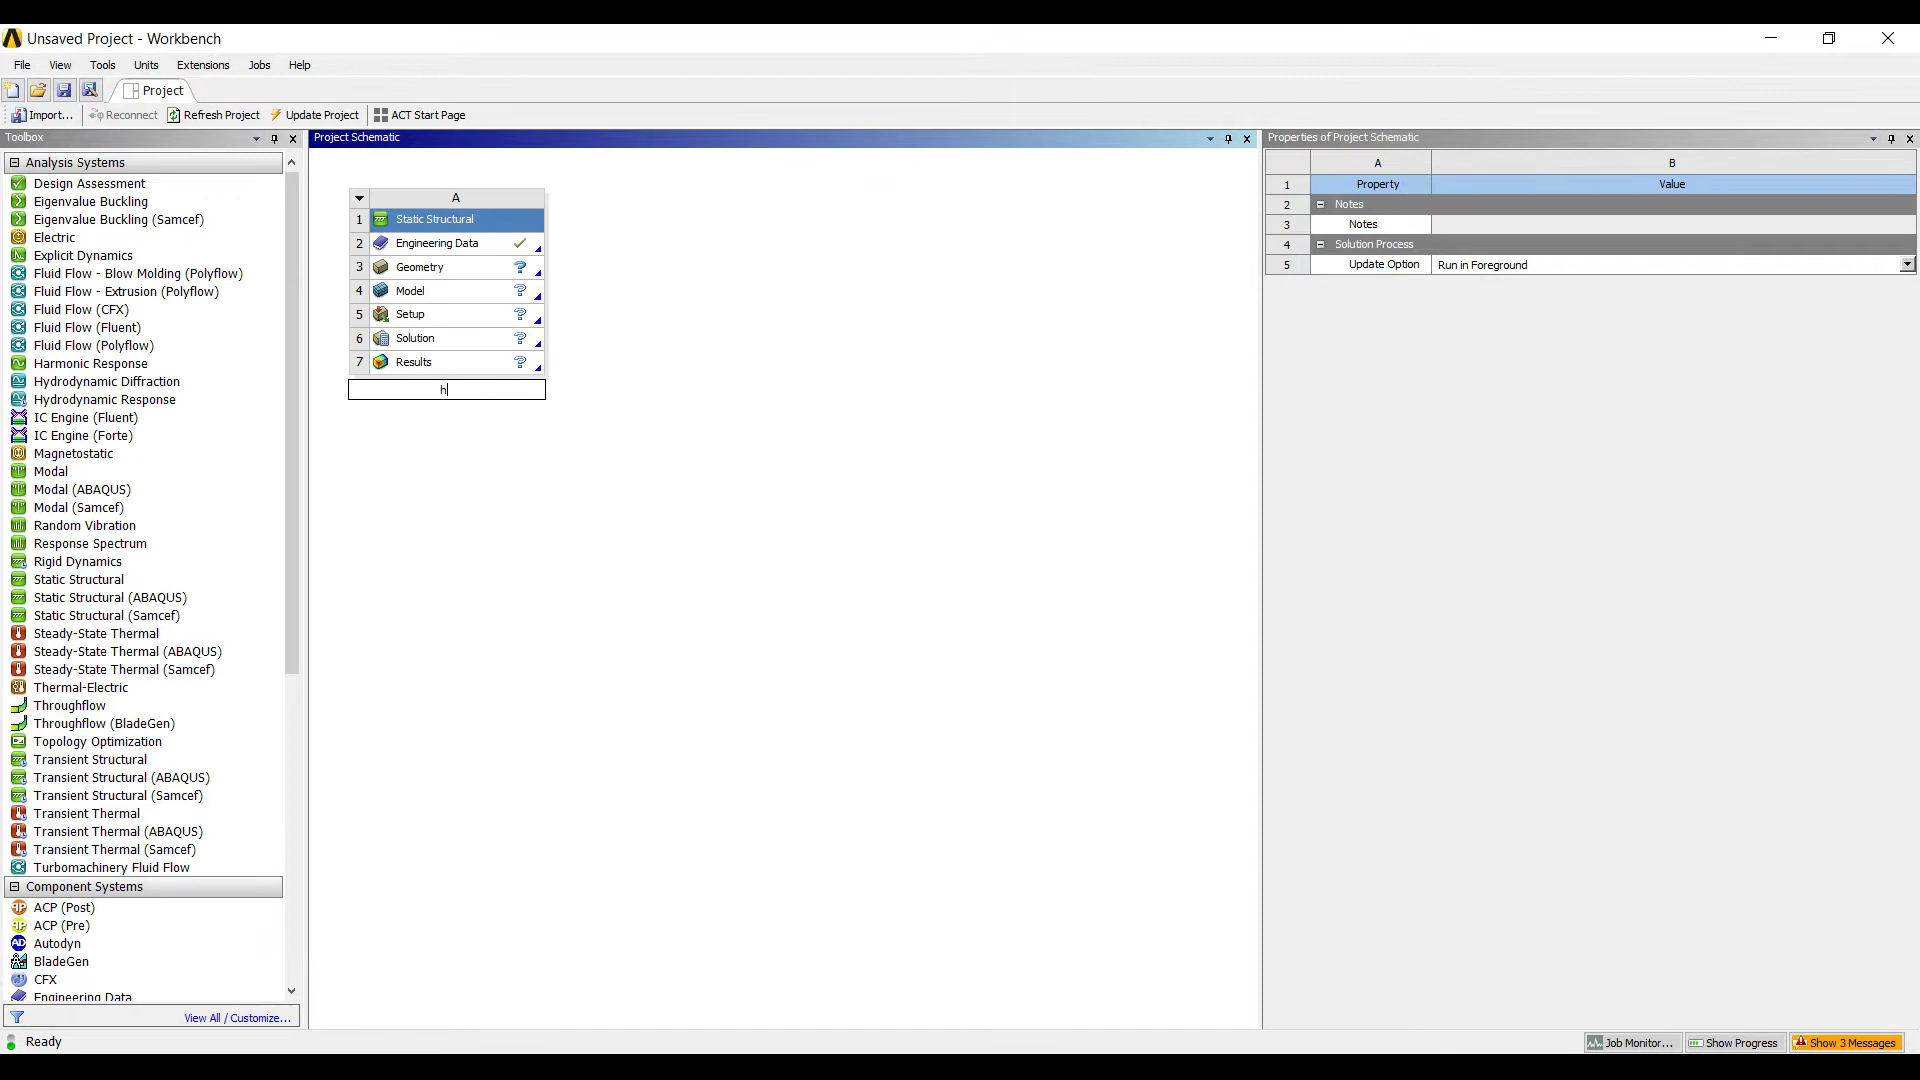 Unsaved Project - Workbench
File View Tools Units Extensions Jobs Help
Project
Import... Reconnect Refresh Project Update Project ACT Start Page
Toolbox
Analysis Systems
Design Assessment
Eigenvalue Buckling
Eigenvalue Buckling (Samcef)
Electric
Explicit Dynamics
Fluid Flow - Blow Molding (Polyflow)
Fluid Flow - Extrusion (Polyflow)
Fluid Flow (CFX)
Fluid Flow (Fluent)
Fluid Flow (Polyflow)
Harmonic Response
Hydrodynamic Diffraction
Hydrodynamic Response
IC Engine (Fluent)
IC Engine (Forte)
Magnetostatic
Modal
Modal (ABAQUS)
Modal (Samcef)
Random Vibration
Response Spectrum
Rigid Dynamics
Static Structural
Static Structural (ABAQUS)
Static Structural (Samcef)
Steady-State Thermal
Steady-State Thermal (ABAQUS)
Steady-State Thermal (Samcef)
Thermal-Electric
Throughflow
Throughflow (BladeGen)
Topology Optimization
Transient Structural
Transient Structural (ABAQUS)
Transient Structural (Samcef)
Transient Thermal
Transient Thermal (ABAQUS)
Transient Thermal (Samcef)
Turbomachinery Fluid Flow
Component Systems
ACP (Post)
ACP (Pre)
Autodyn
BladeGen
CFX
Engineering Data
View All / Customize...
Project Schematic
A
1 Static Structural
2 Engineering Data
3 Geometry
4 Model
5 Setup
6 Solution
7 Results
h
Properties of Project Schematic
A B
1 Property Value
2 Notes
3 Notes
4 Solution Process
5 Update Option Run in Foreground
Ready
Job Monitor... Show Progress Show 3 Messages